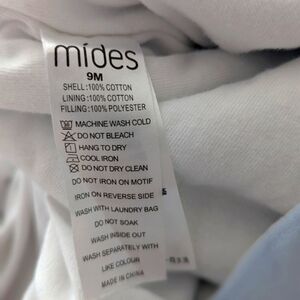 mídes
9M
SHELL:100% COTTON
LINING:100% COTTON
FILLING:100% POLYESTER
MACHINE WASH COLD
DO NOT BLEACH
HANG TO DRY
COOL IRON
DO NOT DRY CLEAN
DO NOT IRON ON MOTIF
IRON ON REVERSE SIDE
WASH WITH LAUNDRY BAG
DO NOT SOAK
WASH INSIDE OUT
WASH SEPARATELY WITH
LIKE COLOUR
MADE IN CHINA